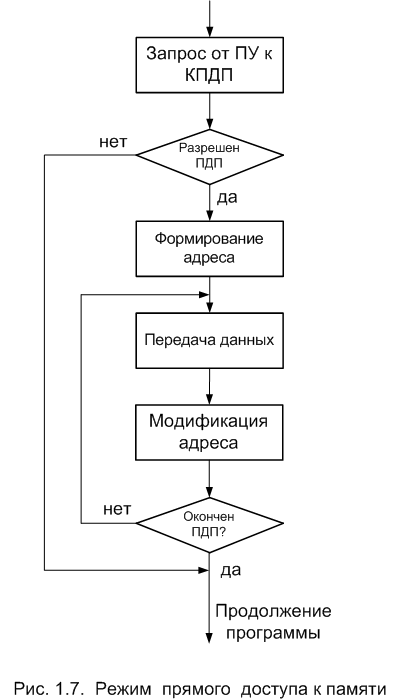 Запрос от ПУ к
КПДП
нет
Разрешен
ПДП
да
Формирование
адреса
Передача данных
Модификация
адреса
нет
Окончен
ПДП?
да
Продолжение
программы
Рис. 1.7. Режим прямого доступа к памяти